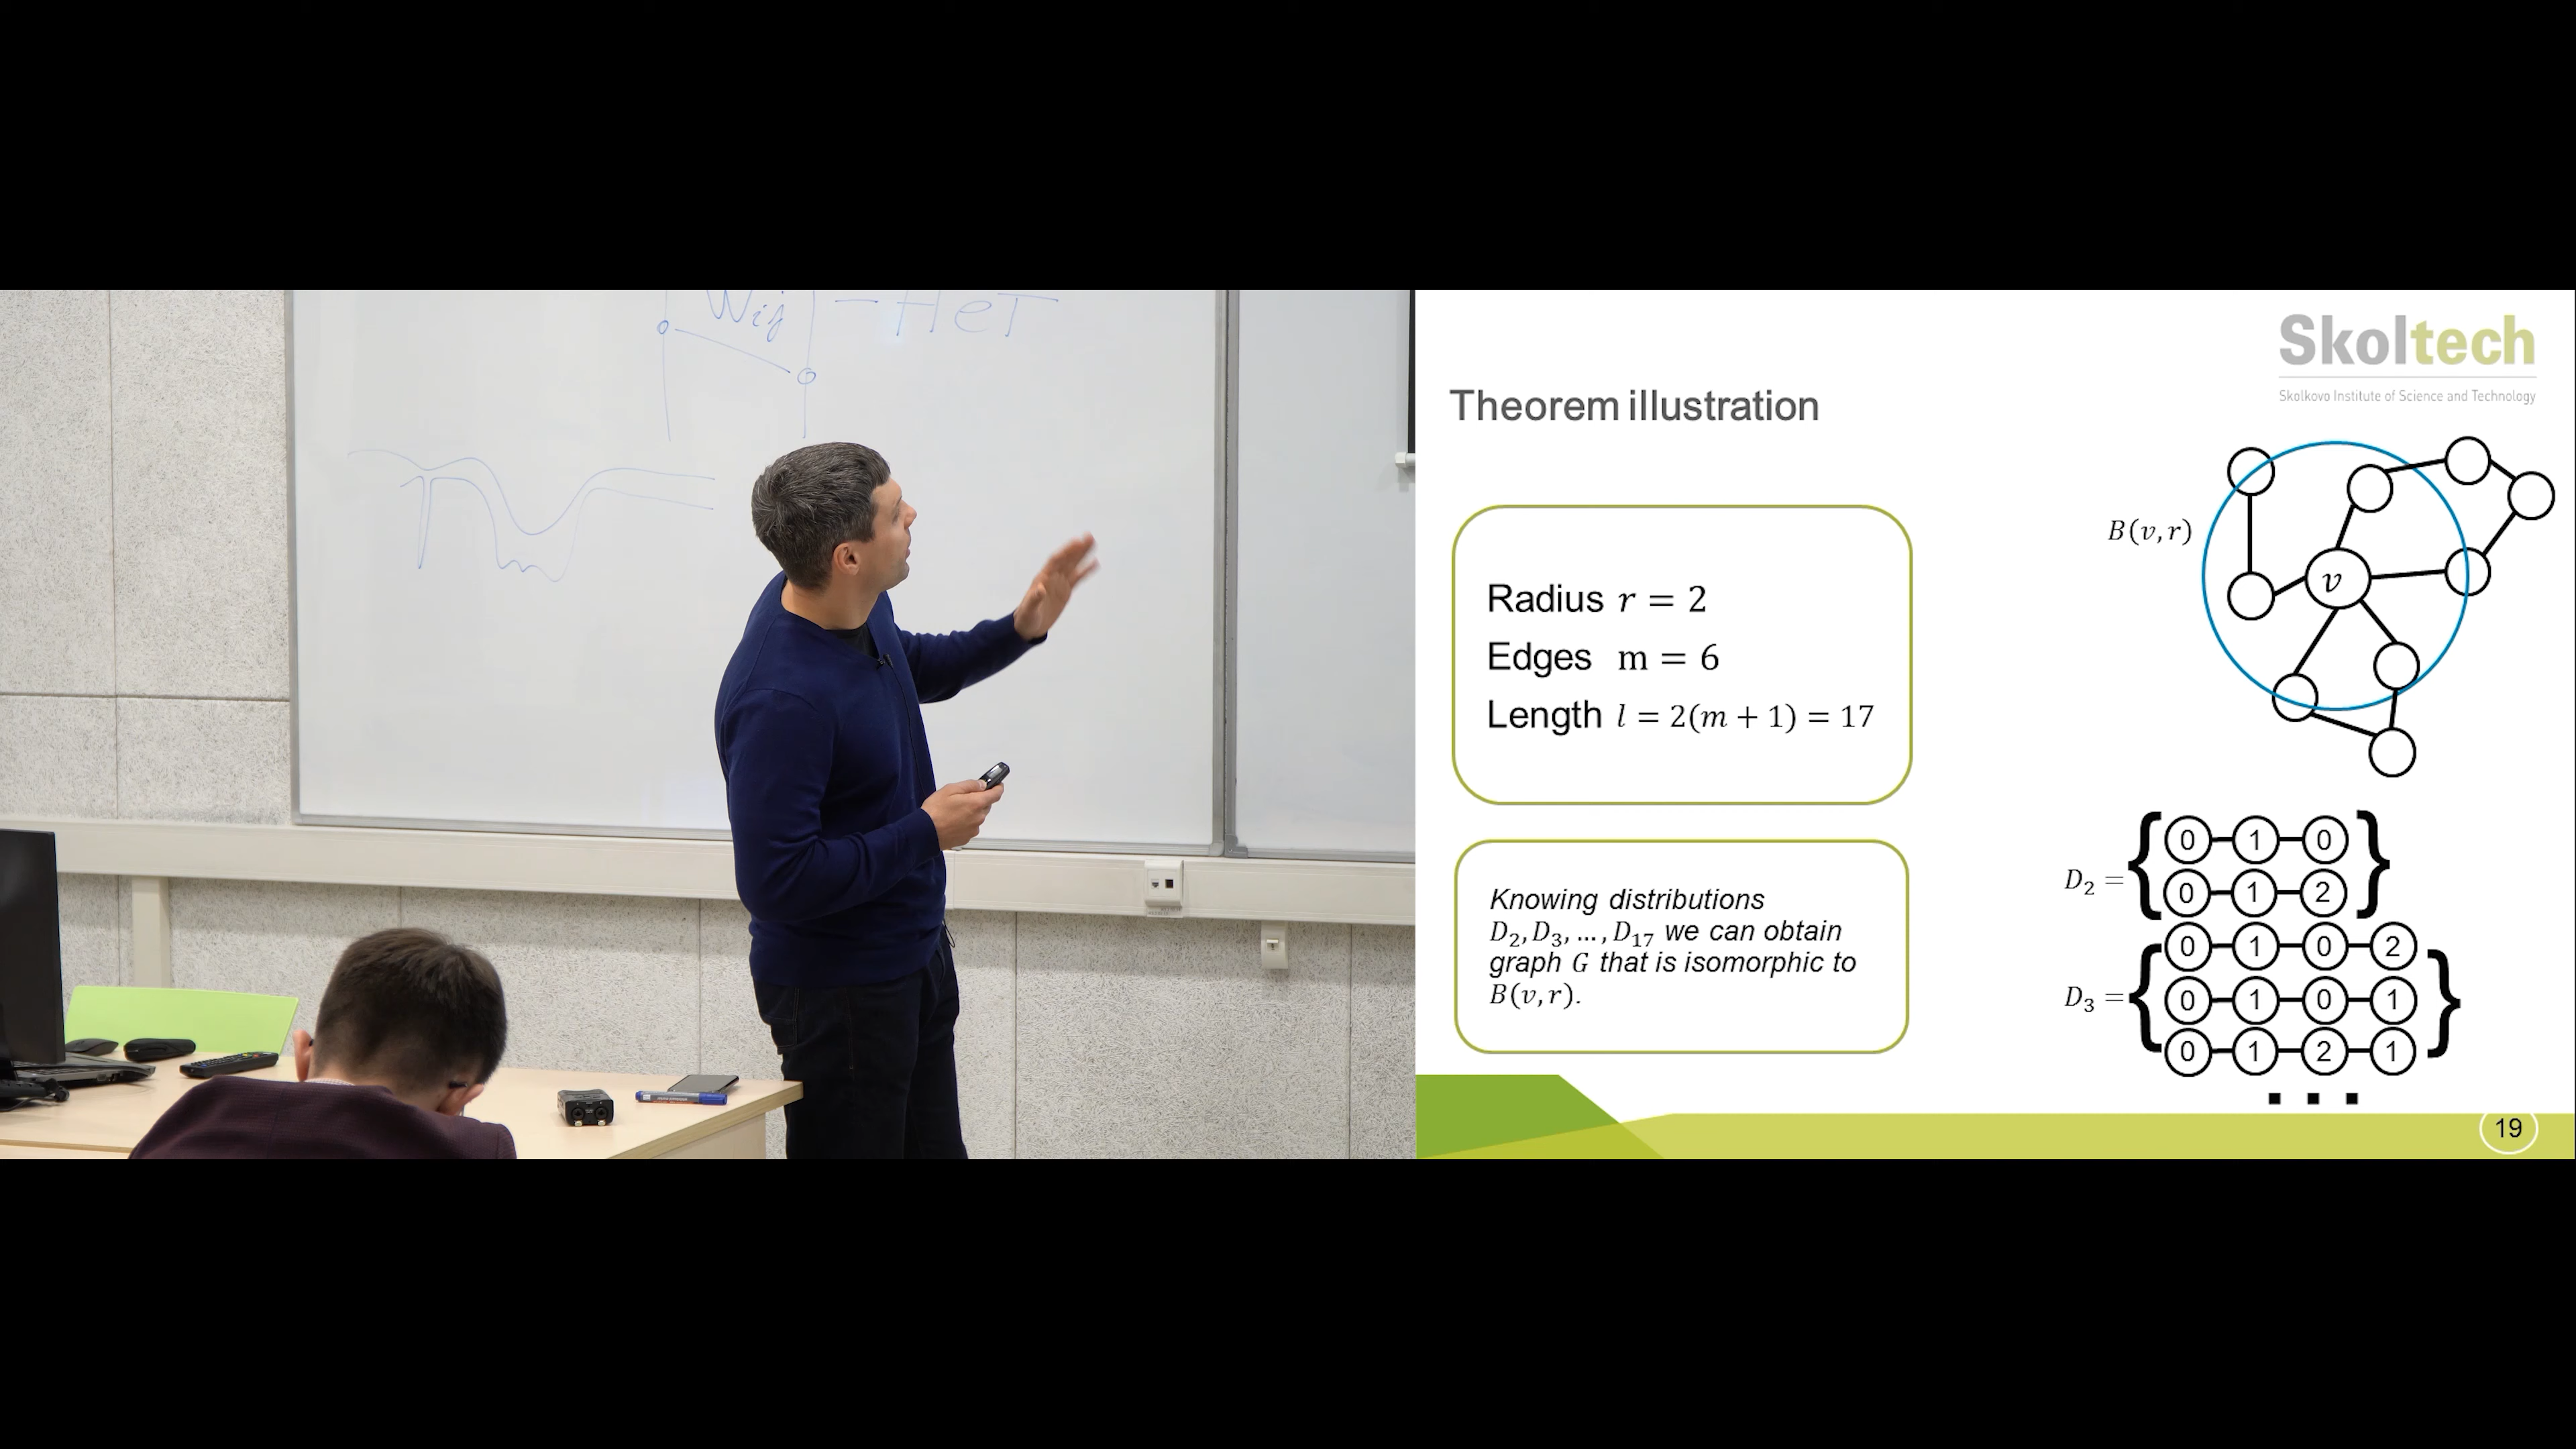 Wij - HeT
Skoltech
Skolkovo Institute of Science and Technology
Theorem illustration
Radius r = 2
Edges m = 6
Length l = 2(m + 1) = 17
Knowing distributions
D₂, D₃, ..., D₁₇ we can obtain
graph G that is isomorphic to
B(v, r).
B(v, r)
v
D₂ =
0 1 0
0 1 2
D₃ =
0 1 0 2
0 1 0 1
0 1 2 1
...
19